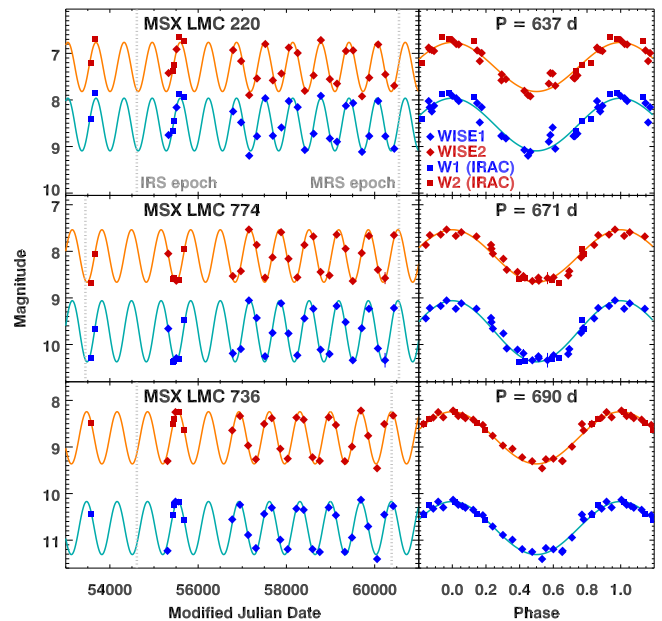 MSX LMC 220
P = 637 d
6
7
8
9
10
WISE1
WISE2
W1 (IRAC)
W2 (IRAC)
IRS epoch
MRS epoch
MSX LMC 774
P = 671 d
7
8
9
10
Magnitude
MSX LMC 736
P = 690 d
8
9
10
11
54000 56000 58000 60000
0.0 0.2 0.4 0.6 0.8 1.0
Modified Julian Date
Phase